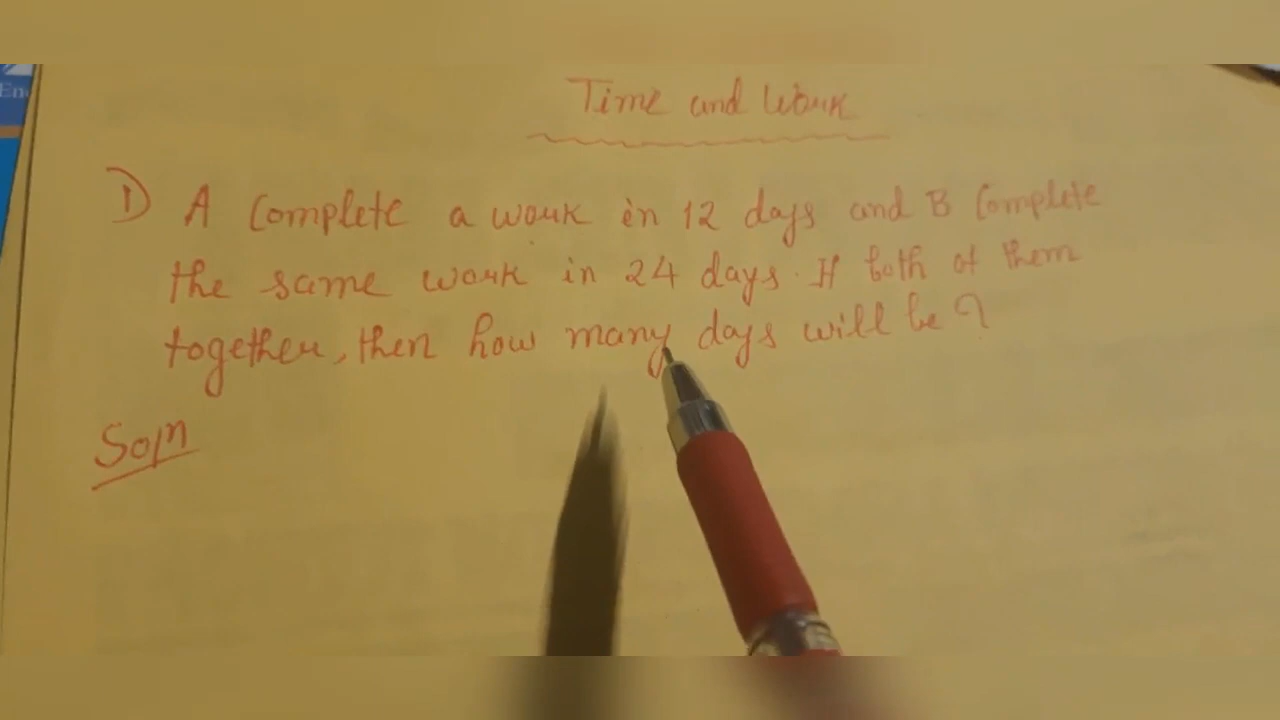 En
Time and Work
1) A Complete a work in 12 days and B Complete
the same work in 24 days. If both of them
together, then how many days will be?
Soln